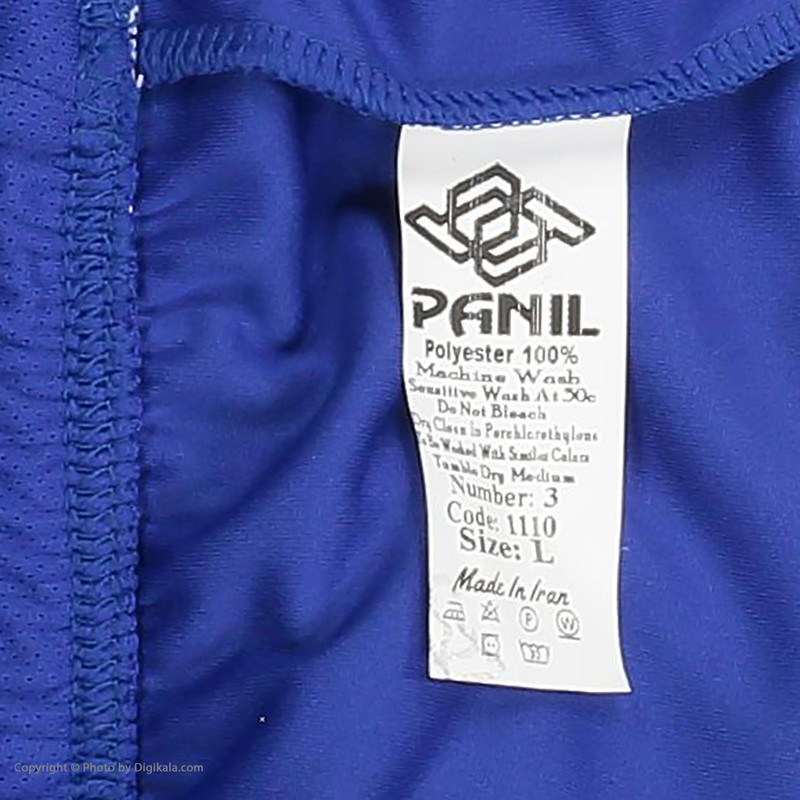 PANIL
Polyester 100%
Machine Wash
Sensitive Wash At 30c
Do Not Bleach
Dry Clean In Perchlcrethylone
To Be Washed With Similar Colors
Tumble Dry Medium
Number: 3
Code: 1110
Size: L
Made In Iran
P W
Copyright © Photo by Digikala.com